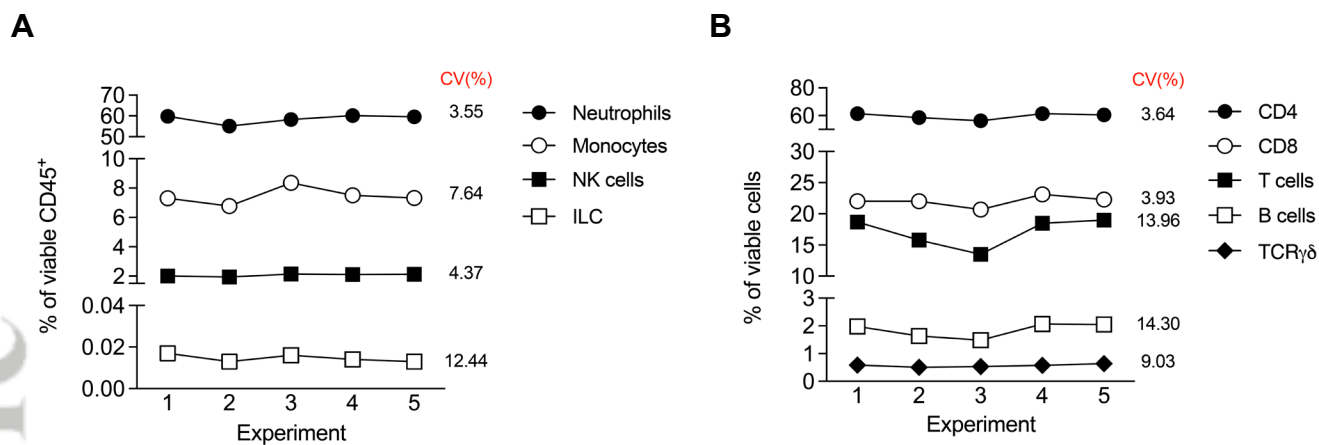 A
CV(%)
70
60
50
10
8
6
4
2
0.04
0.02
0.00
% of viable CD45+
3.55
7.64
4.37
12.44
Neutrophils
Monocytes
NK cells
ILC
1 2 3 4 5
Experiment
B
CV(%)
80
60
30
25
20
15
10
3
2
1
0
% of viable cells
3.64
3.93
13.96
14.30
9.03
CD4
CD8
T cells
B cells
TCRγδ
1 2 3 4 5
Experiment